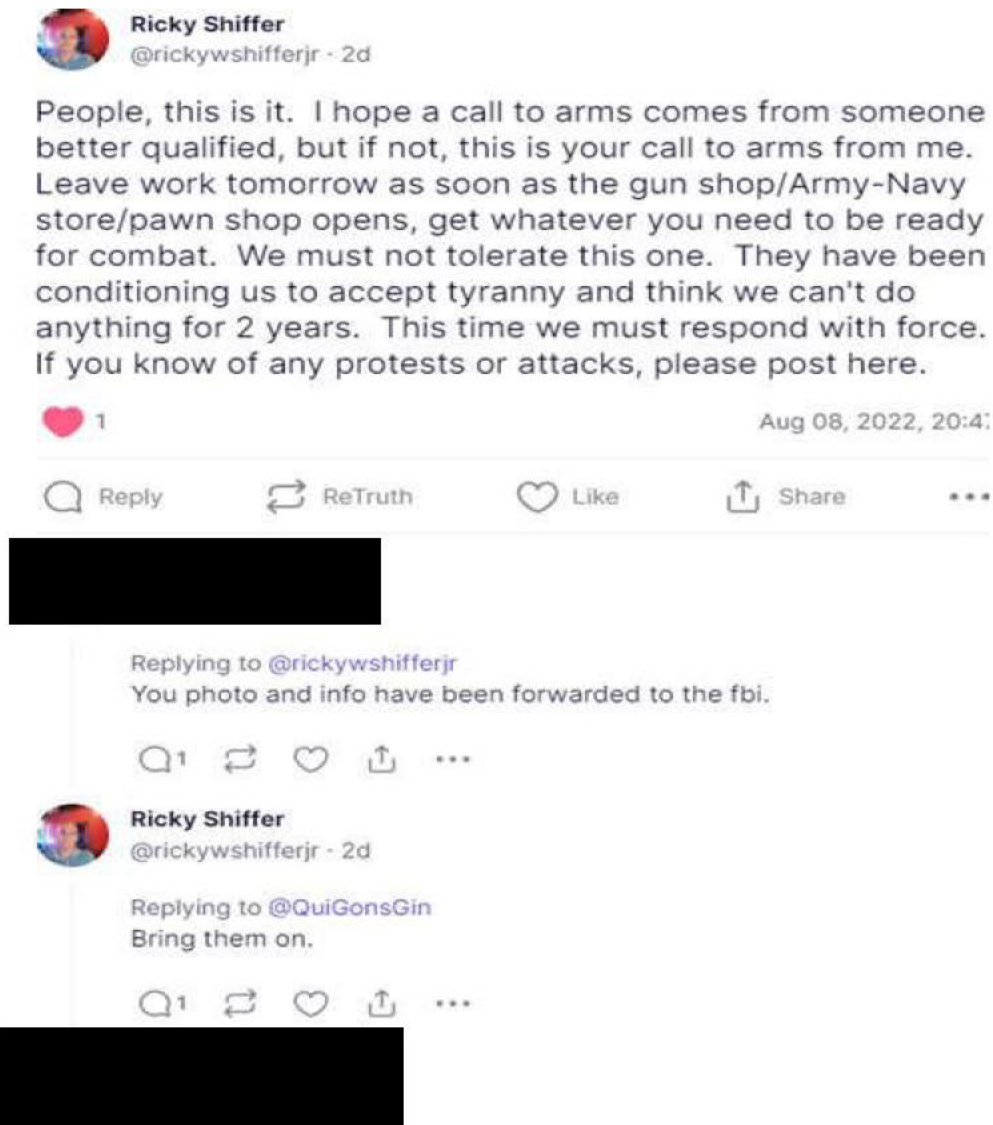 Ricky Shiffer
@rickywshifferjr · 2d
People, this is it. I hope a call to arms comes from someone
better qualified, but if not, this is your call to arms from me.
Leave work tomorrow as soon as the gun shop/Army-Navy
store/pawn shop opens, get whatever you need to be ready
for combat. We must not tolerate this one. They have been
conditioning us to accept tyranny and think we can't do
anything for 2 years. This time we must respond with force.
If you know of any protests or attacks, please post here.
1 Aug 08, 2022, 20:4
Reply ReTruth Like Share
Replying to @rickywshifferjr
You photo and info have been forwarded to the fbi.
1
Ricky Shiffer
@rickywshifferjr · 2d
Replying to @QuiGonsGin
Bring them on.
1